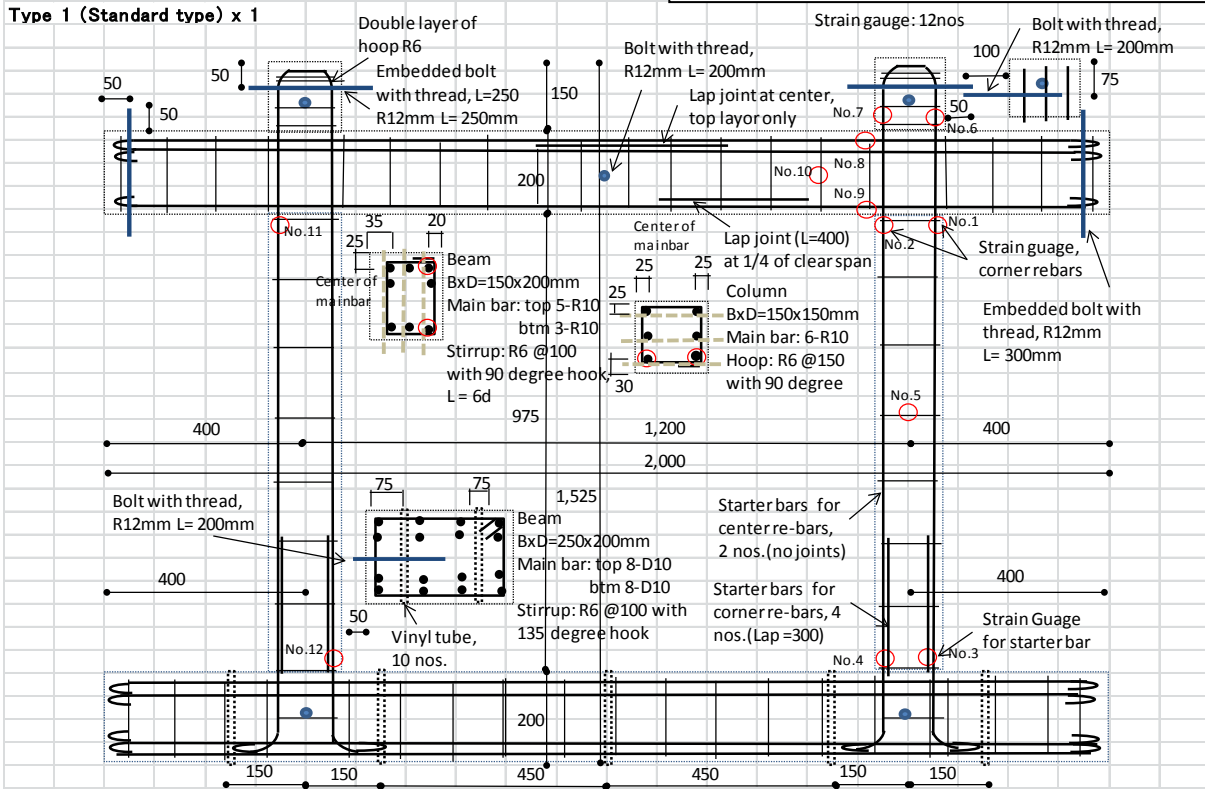 Type 1 (Standard type) x 1
Double layer of
hoop R6
Embedded bolt
with thread, L=250
R12mm L= 250mm
Bolt with thread,
R12mm L= 200mm
Lap joint at center,
top layor only
Strain gauge: 12nos
Bolt with thread,
R12mm L= 200mm
50
50
50
150
100
75
50
No.7
No.6
No.8
No.10
No.9
200
No.11
No.1
No.2
35
20
25
Center of
mainbar
Beam
BxD=150x200mm
Main bar: top 5-R10
btm 3-R10
Stirrup: R6 @100
with 90 degree hook,
L = 6d
Center of
mainbar
25
25
25
30
Lap joint (L=400)
at 1/4 of clear span
Column
BxD=150x150mm
Main bar: 6-R10
Hoop: R6 @150
with 90 degree
Strain guage,
corner rebars
Embedded bolt with
thread, R12mm
L= 300mm
No.5
975
400
1,200
400
2,000
1,525
Bolt with thread,
R12mm L= 200mm
75
75
Beam
BxD=250x200mm
Main bar: top 8-D10
btm 8-D10
Stirrup: R6 @100 with
135 degree hook
Vinyl tube,
10 nos.
Starter bars for
center re-bars,
2 nos.(no joints)
Starter bars for
corner re-bars, 4
nos.(Lap =300)
Strain Guage
for starter bar
400
400
50
No.12
No.4
No.3
200
150
150
450
450
150
150